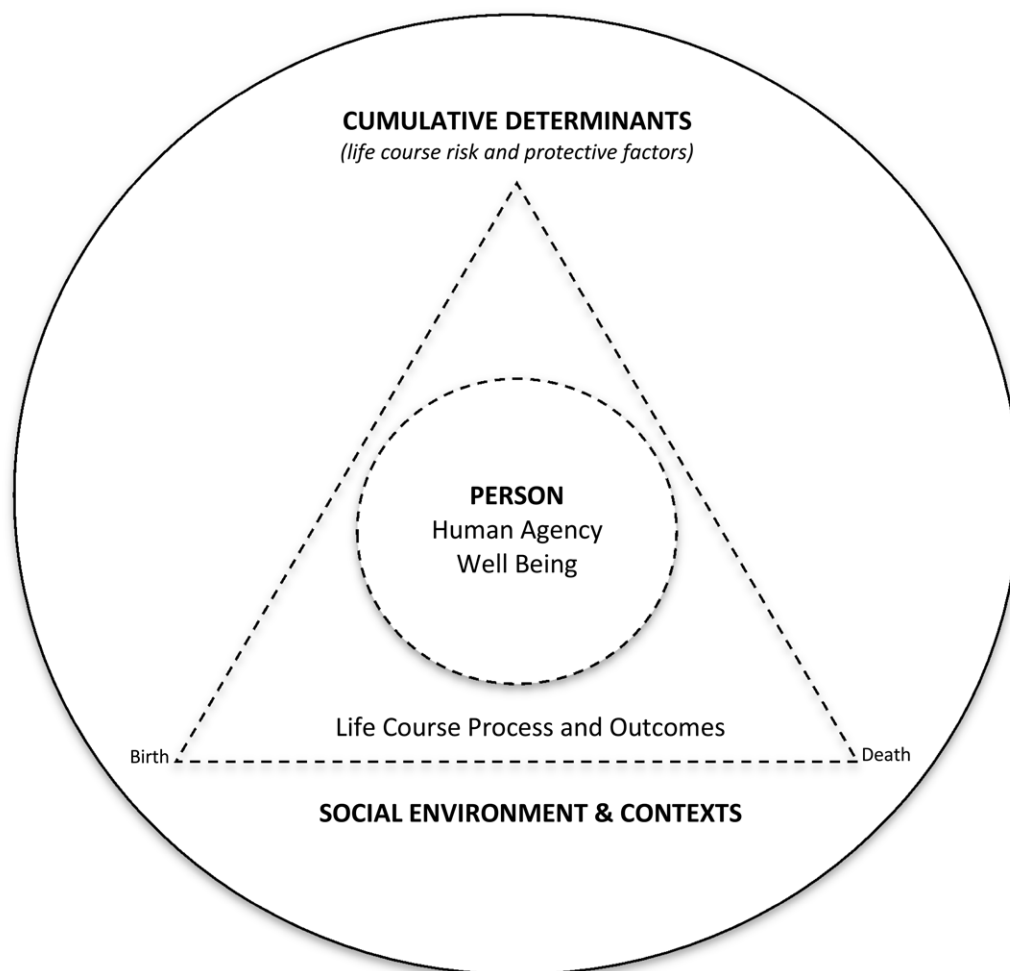 CUMULATIVE DETERMINANTS
(life course risk and protective factors)
PERSON
Human Agency
Well Being
Life Course Process and Outcomes
Birth
Death
SOCIAL ENVIRONMENT & CONTEXTS